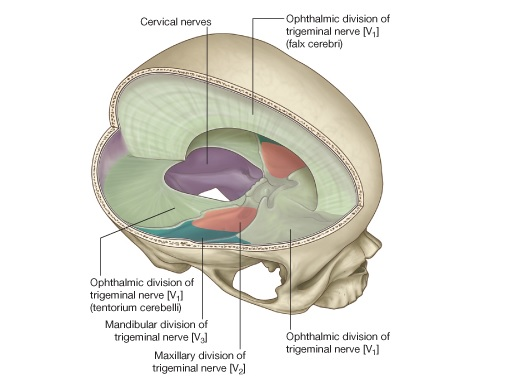 Cervical nerves
Ophthalmic division of
trigeminal nerve [V₁]
(falx cerebri)
Ophthalmic division of
trigeminal nerve [V₁]
(tentorium cerebelli)
Mandibular division of
trigeminal nerve [V₃]
Maxillary division of
trigeminal nerve [V₂]
Ophthalmic division of
trigeminal nerve [V₁]